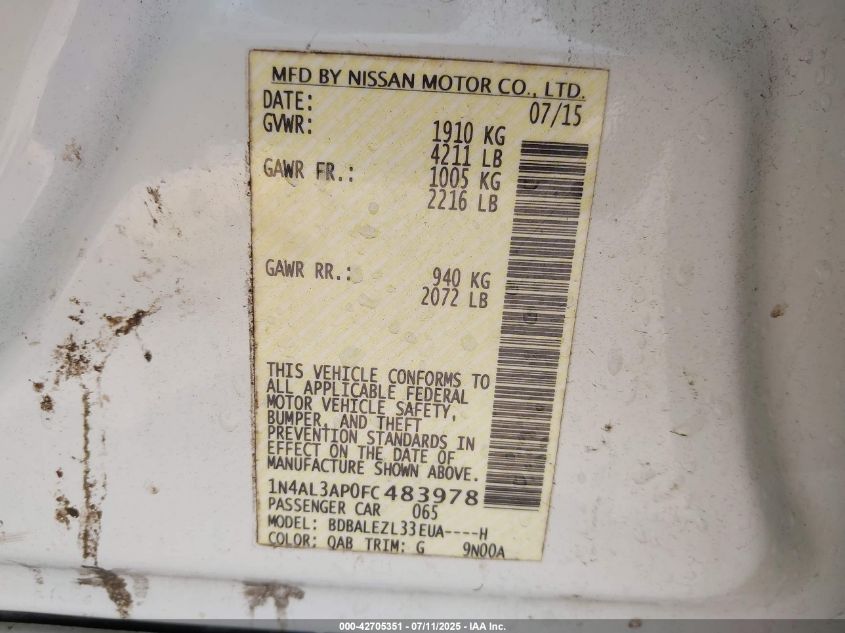 MFD BY NISSAN MOTOR CO., LTD.
DATE: 07/15
GVWR: 1910 KG
4211 LB
GAWR FR.: 1005 KG
2216 LB
GAWR RR.: 940 KG
2072 LB
THIS VEHICLE CONFORMS TO
ALL APPLICABLE FEDERAL
MOTOR VEHICLE SAFETY,
BUMPER, AND THEFT
PREVENTION STANDARDS IN
EFFECT ON THE DATE OF
MANUFACTURE SHOWN ABOVE.
1N4AL3AP0FC483978
PASSENGER CAR 065
MODEL: BDBALEZL33EUA----H
COLOR: QAB TRIM: G 9N00A
000-42705351 | 07/11/2025 - IAA Inc.